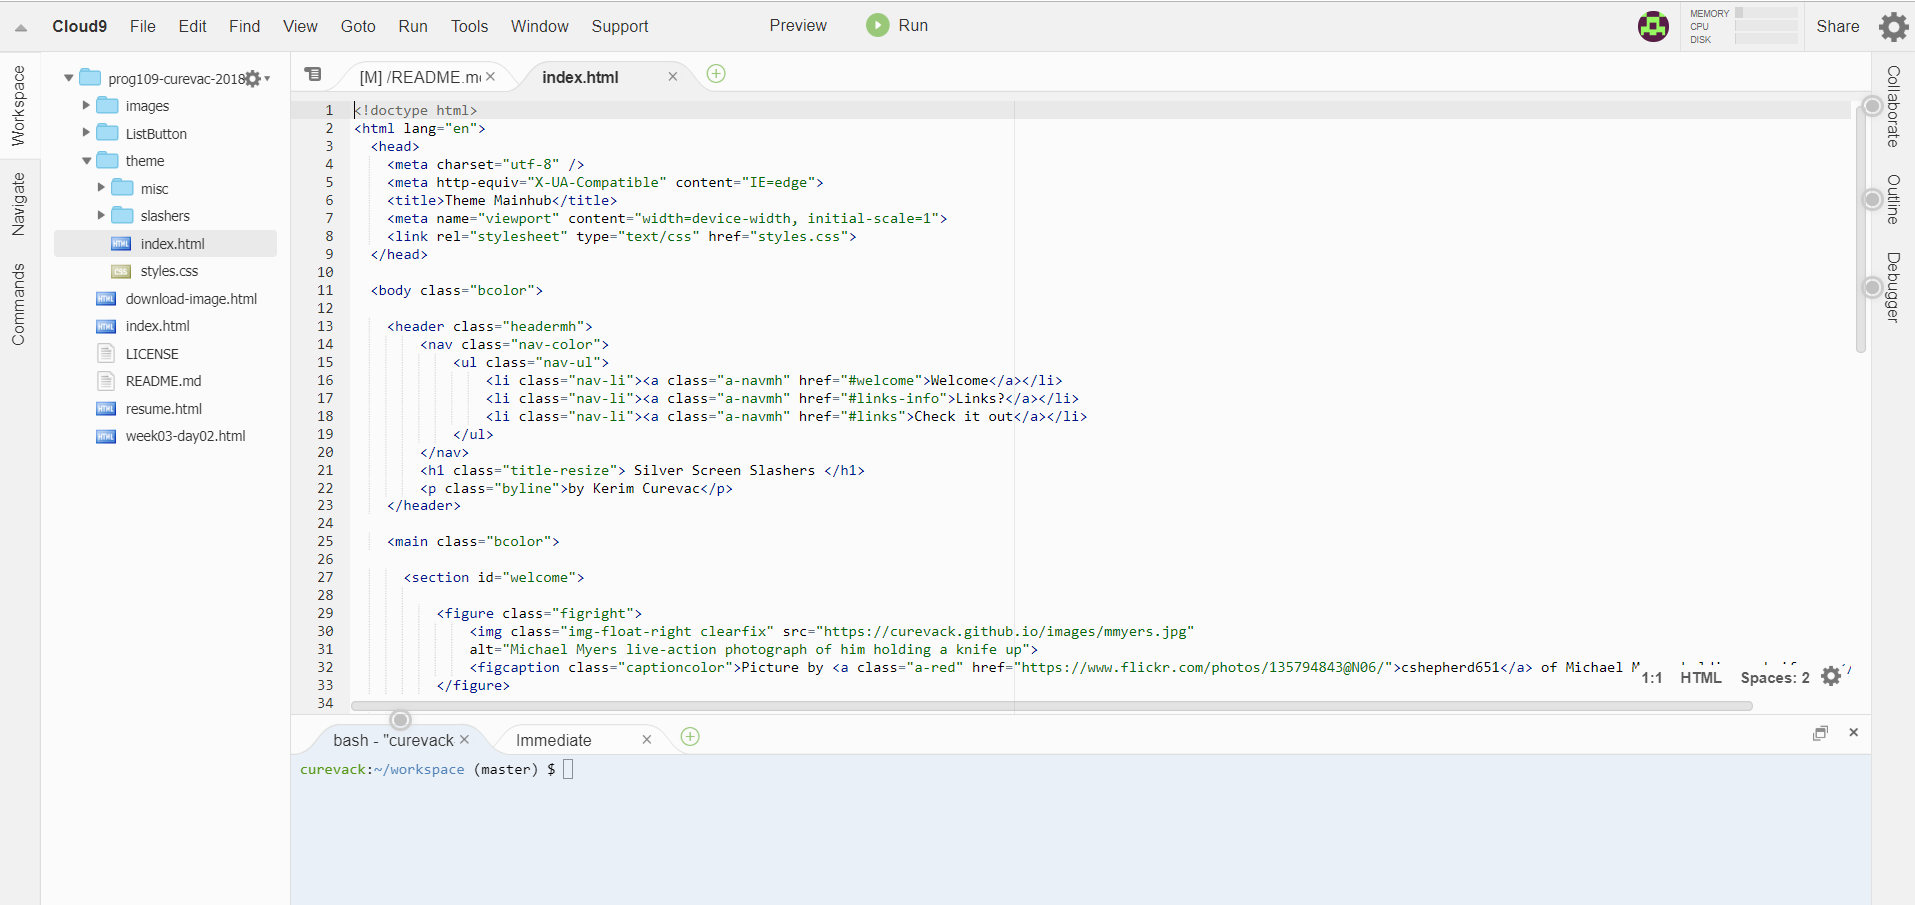 Cloud9 File Edit Find View Goto Run Tools Window Support Preview Run MEMORY CPU DISK Share
Workspace
Navigate
Commands
prog109-curevac-2018
images
ListButton
theme
misc
slashers
index.html
styles.css
download-image.html
index.html
LICENSE
README.md
resume.html
week03-day02.html
[M] /README.m × index.html ×
1 <!doctype html>
2 <html lang="en">
3 <head>
4 <meta charset="utf-8" />
5 <meta http-equiv="X-UA-Compatible" content="IE=edge">
6 <title>Theme Mainhub</title>
7 <meta name="viewport" content="width=device-width, initial-scale=1">
8 <link rel="stylesheet" type="text/css" href="styles.css">
9 </head>
10
11 <body class="bcolor">
12
13 <header class="headermh">
14 <nav class="nav-color">
15 <ul class="nav-ul">
16 <li class="nav-li"><a class="a-navmh" href="#welcome">Welcome</a></li>
17 <li class="nav-li"><a class="a-navmh" href="#links-info">Links?</a></li>
18 <li class="nav-li"><a class="a-navmh" href="#links">Check it out</a></li>
19 </ul>
20 </nav>
21 <h1 class="title-resize"> Silver Screen Slashers </h1>
22 <p class="byline">by Kerim Curevac</p>
23 </header>
24
25 <main class="bcolor">
26
27 <section id="welcome">
28
29 <figure class="figright">
30 <img class="img-float-right clearfix" src="https://curevack.github.io/images/mmyers.jpg"
31 alt="Michael Myers live-action photograph of him holding a knife up">
32 <figcaption class="captioncolor">Picture by <a class="a-red" href="https://www.flickr.com/photos/135794843@N06/">cshepherd651</a> of Michael
33 </figure>
34
1:1 HTML Spaces: 2
Collaborate
Outline
Debugger
bash - "curevack × Immediate ×
curevack:~/workspace (master) $